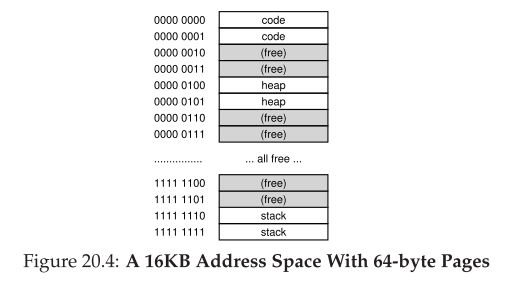 0000 0000 code
0000 0001 code
0000 0010 (free)
0000 0011 (free)
0000 0100 heap
0000 0101 heap
0000 0110 (free)
0000 0111 (free)
................ ... all free ...
1111 1100 (free)
1111 1101 (free)
1111 1110 stack
1111 1111 stack
Figure 20.4: A 16KB Address Space With 64-byte Pages